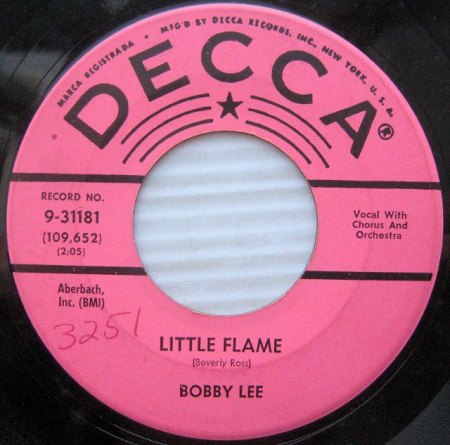 MARCA REGISTRADA • MFG'D BY DECCA RECORDS, INC., NEW YORK, U. S. A.
DECCA
®
RECORD NO.
9-31181
(109,652)
(2:05)
Vocal With
Chorus And
Orchestra
Aberbach,
Inc. (BMI)
3251
LITTLE FLAME
(Beverly Ross)
BOBBY LEE